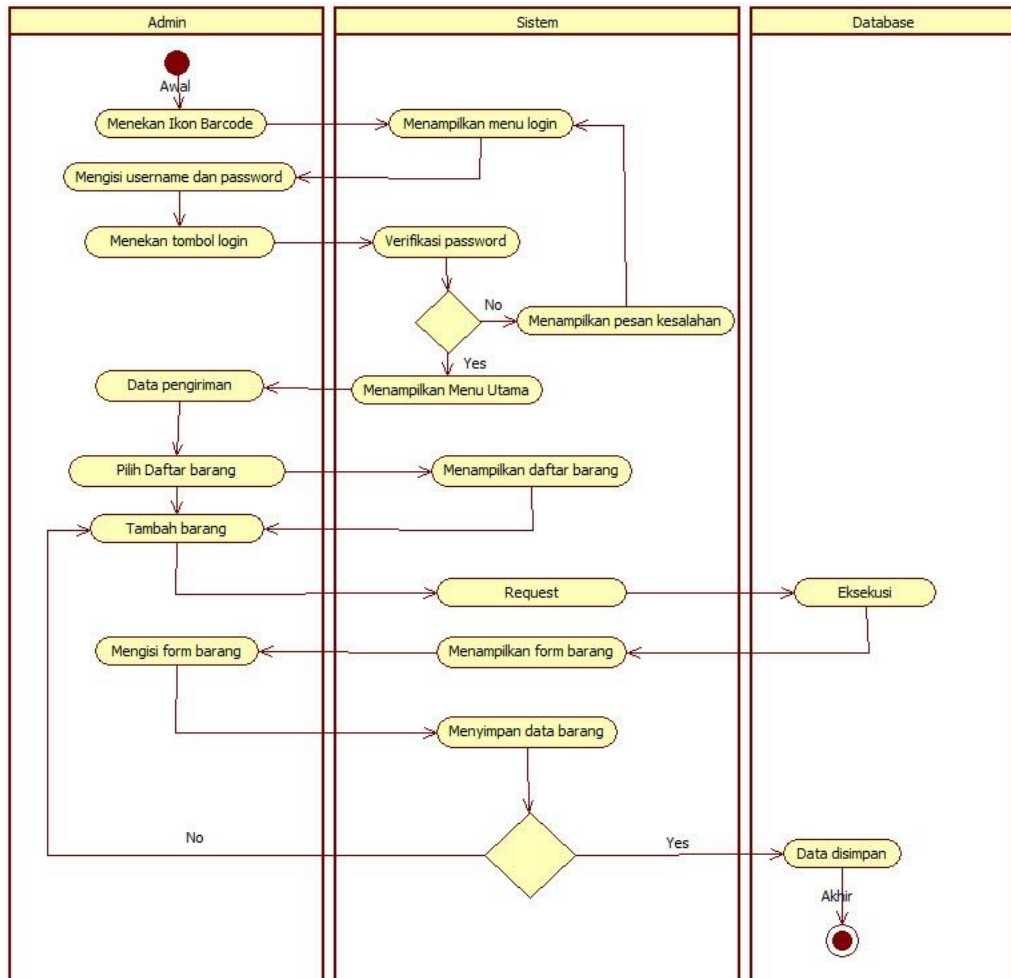 Admin
Sistem
Database
Awal
Menekan Ikon Barcode
Menampilkan menu login
Mengisi username dan password
Menekan tombol login
Verifikasi password
No
Menampilkan pesan kesalahan
Yes
Data pengiriman
Menampilkan Menu Utama
Pilih Daftar barang
Menampilkan daftar barang
Tambah barang
Request
Eksekusi
Mengisi form barang
Menampilkan form barang
Menyimpan data barang
No
Yes
Data disimpan
Akhir